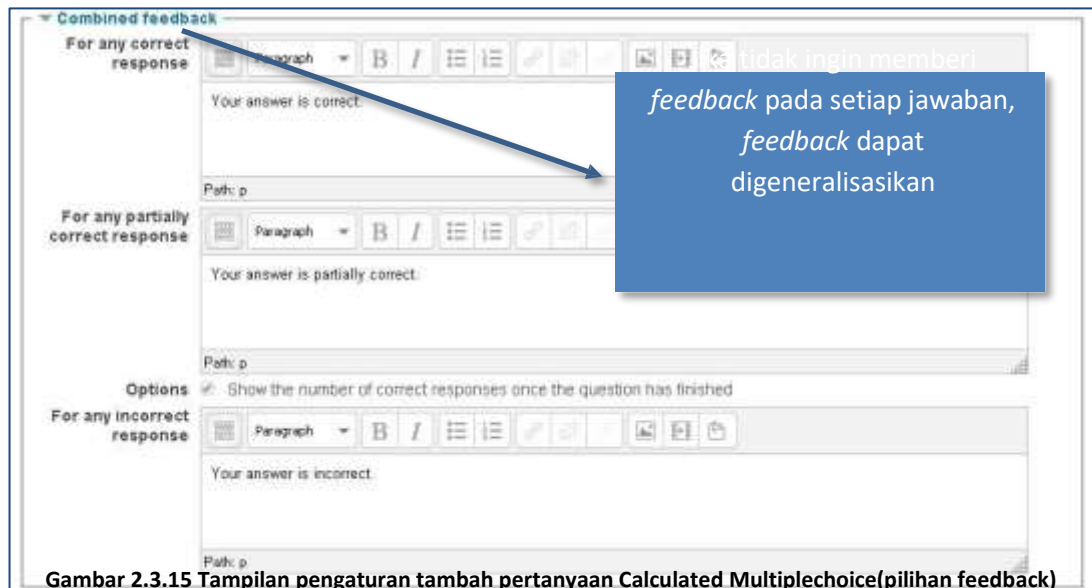 Combined feedback
For any correct
response
Paragraph
B I
Your answer is correct.
Path: p
tidak ingin memberi
feedback pada setiap jawaban,
feedback dapat
digeneralisasikan
For any partially
correct response
Paragraph
B I
Your answer is partially correct.
Path: p
Options Show the number of correct responses once the question has finished
For any incorrect
response
Paragraph
B I
Your answer is incorrect.
Path: p
Gambar 2.3.15 Tampilan pengaturan tambah pertanyaan Calculated Multiplechoice(pilihan feedback)